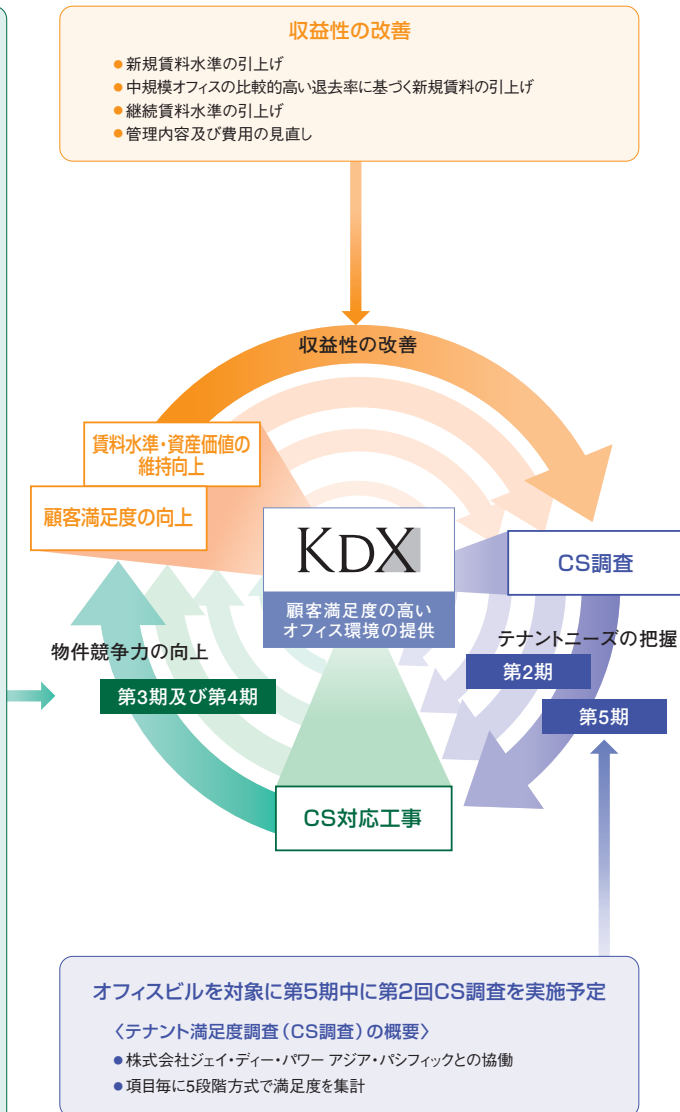 収益性の改善
●新規賃料水準の引上げ
●中規模オフィスの比較的高い退去率に基づく新規賃料の引上げ
●継続賃料水準の引上げ
●管理内容及び費用の見直し
収益性の改善
賃料水準・資産価値の
維持向上
顧客満足度の向上
KDX
顧客満足度の高い
オフィス環境の提供
CS調査
テナントニーズの把握
第2期
第5期
物件競争力の向上
第3期及び第4期
CS対応工事
オフィスビルを対象に第5期中に第2回CS調査を実施予定
〈テナント満足度調査(CS調査)の概要〉
●株式会社ジェイ・ディー・パワー アジア・パシフィックとの協働
●項目毎に5段階方式で満足度を集計